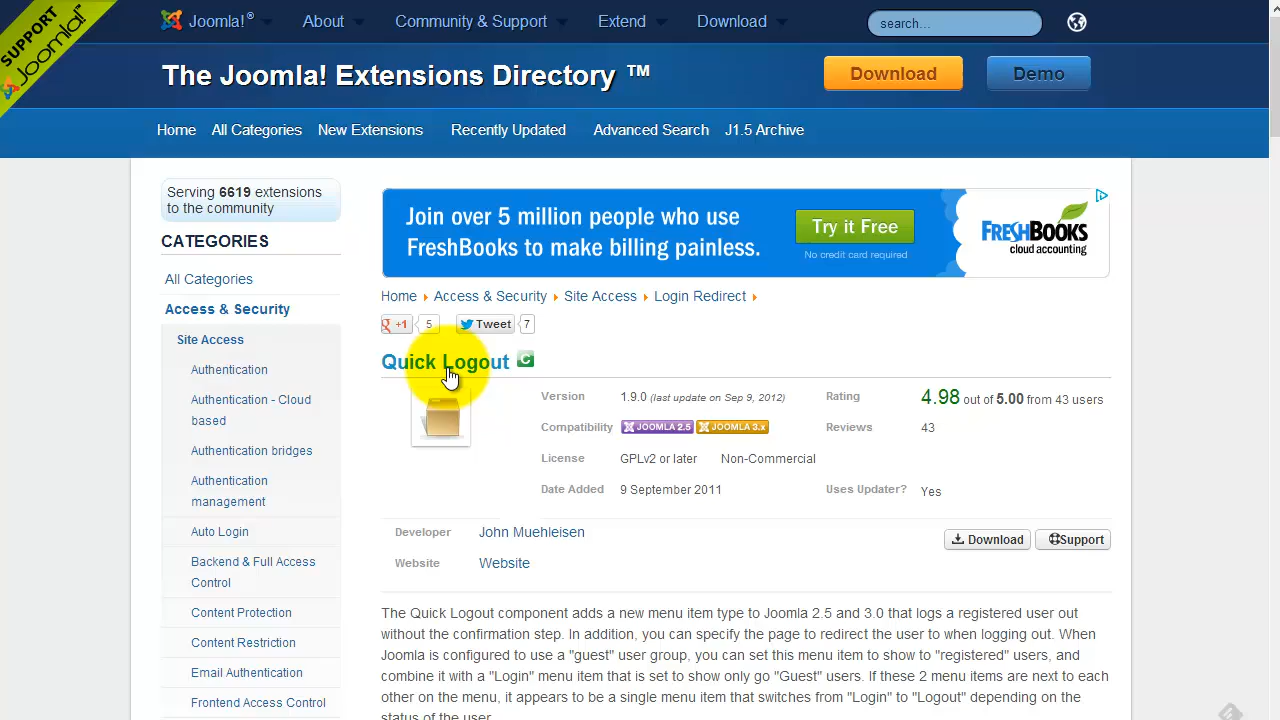 SUPPORT
Joomla!™
Joomla!® About Community & Support Extend Download search...
The Joomla! Extensions Directory ™
Download Demo
Home All Categories New Extensions Recently Updated Advanced Search J1.5 Archive
Serving 6619 extensions
to the community
CATEGORIES
All Categories
Access & Security
Site Access
Authentication
Authentication - Cloud
based
Authentication bridges
Authentication
management
Auto Login
Backend & Full Access
Control
Content Protection
Content Restriction
Email Authentication
Frontend Access Control
Join over 5 million people who use
FreshBooks to make billing painless.
Try it Free
No credit card required
FRESHBOOKS
cloud accounting
Home Access & Security Site Access Login Redirect
g +1 5 Tweet 7
Quick Logout C
Version 1.9.0 (last update on Sep 9, 2012) Rating 4.98 out of 5.00 from 43 users
Compatibility JOOMLA 2.5 JOOMLA 3.x Reviews 43
License GPLv2 or later Non-Commercial
Date Added 9 September 2011 Uses Updater? Yes
Developer John Muehleisen Download Support
Website Website
The Quick Logout component adds a new menu item type to Joomla 2.5 and 3.0 that logs a registered user out
without the confirmation step. In addition, you can specify the page to redirect the user to when logging out. When
Joomla is configured to use a "guest" user group, you can set this menu item to show to "registered" users, and
combine it with a "Login" menu item that is set to show only go "Guest" users. If these 2 menu items are next to each
other on the menu, it appears to be a single menu item that switches from "Login" to "Logout" depending on the
status of the user.